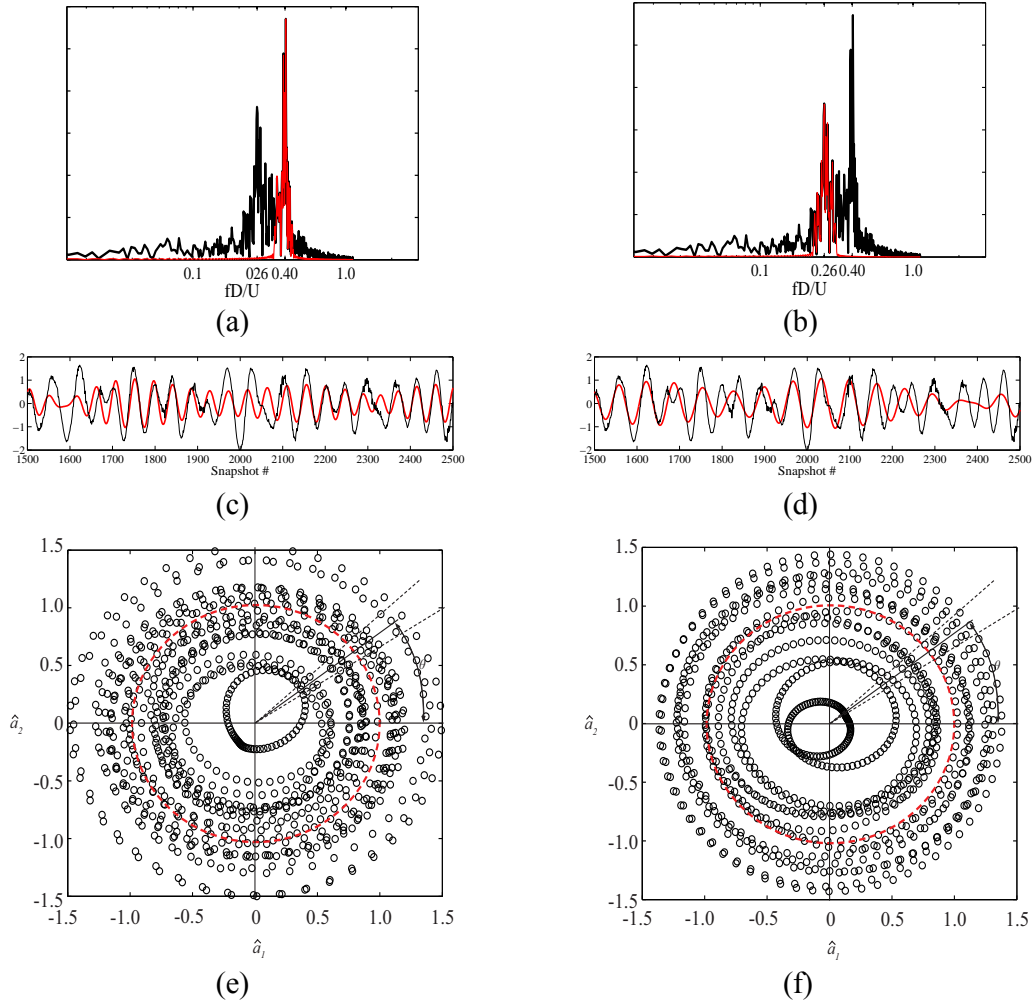 0.1 026 0.40 1.0
fD/U
(a)
0.1 0.26 0.40 1.0
fD/U
(b)
2
1
0
−1
−2
1500 1600 1700 1800 1900 2000 2100 2200 2300 2400 2500
Snapshot #
(c)
2
1
0
−1
−2
1500 1600 1700 1800 1900 2000 2100 2200 2300 2400 2500
Snapshot #
(d)
1.5
1.0
0.5
0
-0.5
-1.0
-1.5
-1.5 -1.0 -0.5 0 0.5 1.0 1.5
â2
θ
â1
(e)
1.5
1.0
0.5
0
-0.5
-1.0
-1.5
-1.5 -1.0 -0.5 0 0.5 1.0 1.5
â2
θ
â1
(f)